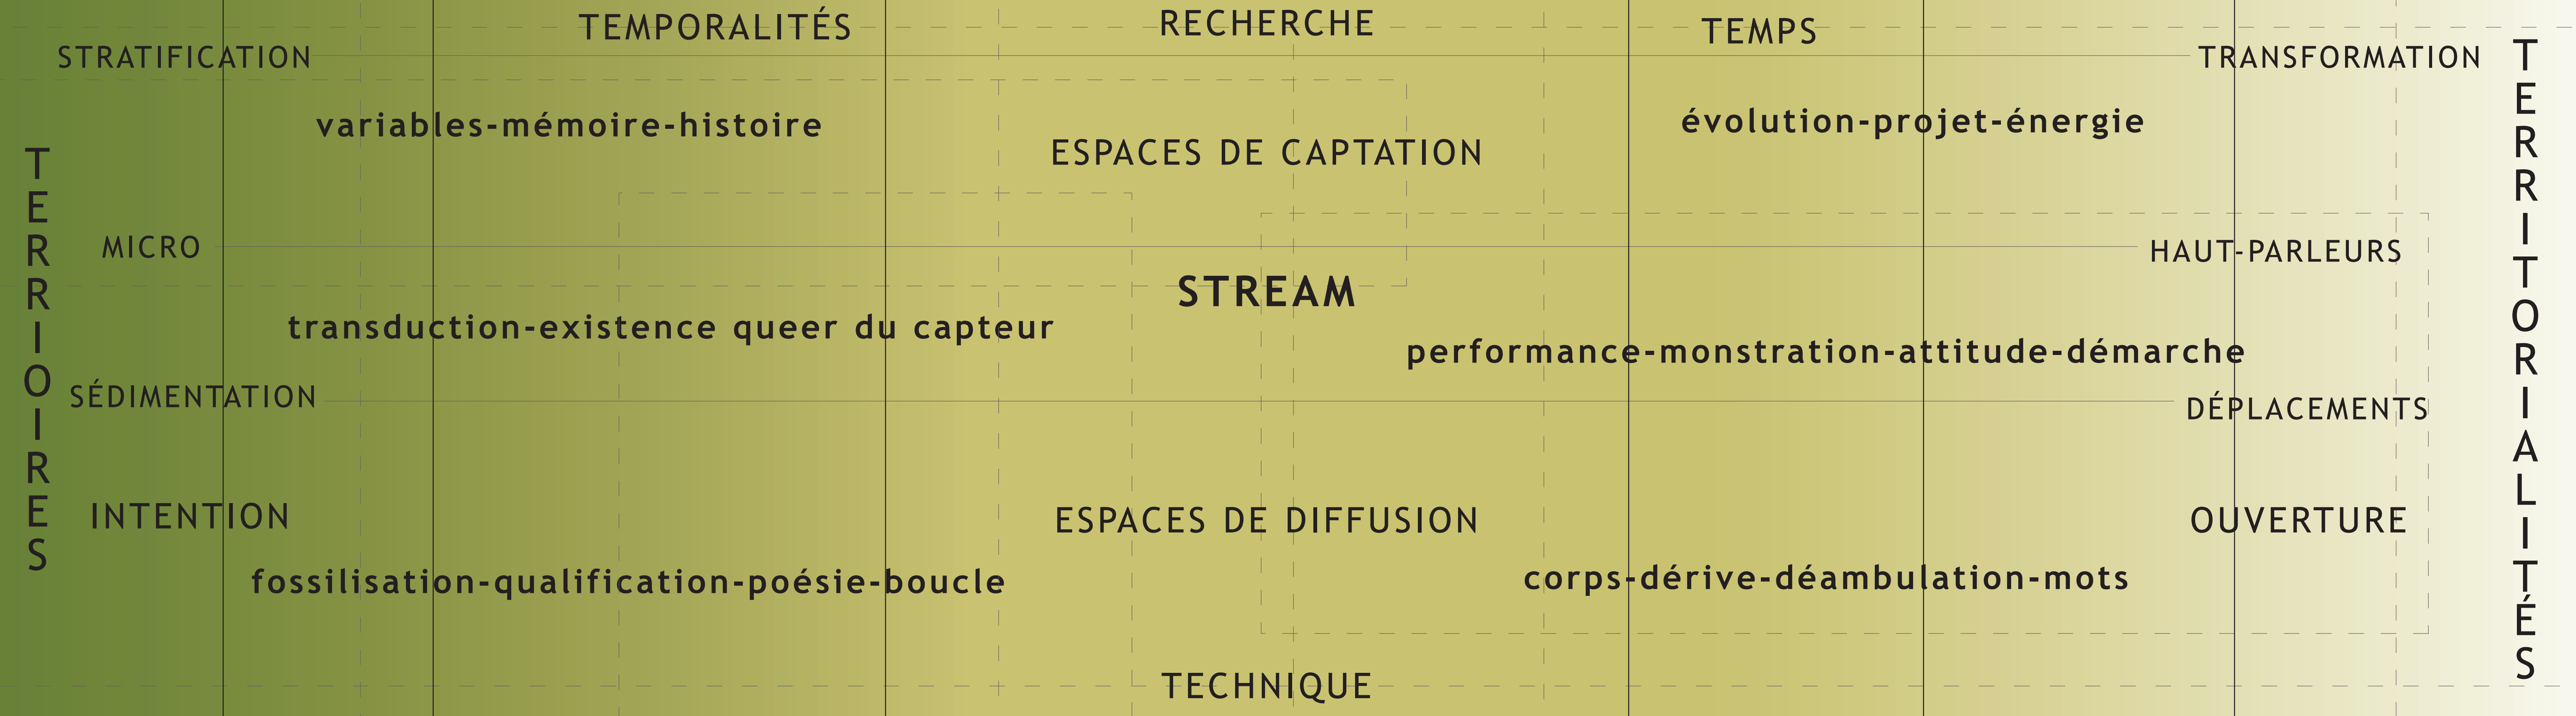 TEMPORALITÉS
RECHERCHE
TEMPS
STRATIFICATION
TRANSFORMATION
variables-mémoire-histoire
évolution-projet-énergie
ESPACES DE CAPTATION
TERRIOIRES
TERRITORIALITÉS
MICRO
HAUT-PARLEURS
STREAM
transduction-existence queer du capteur
performance-monstration-attitude-démarche
SÉDIMENTATION
DÉPLACEMENTS
INTENTION
ESPACES DE DIFFUSION
OUVERTURE
fossilisation-qualification-poésie-boucle
corps-dérive-déambulation-mots
TECHNIQUE